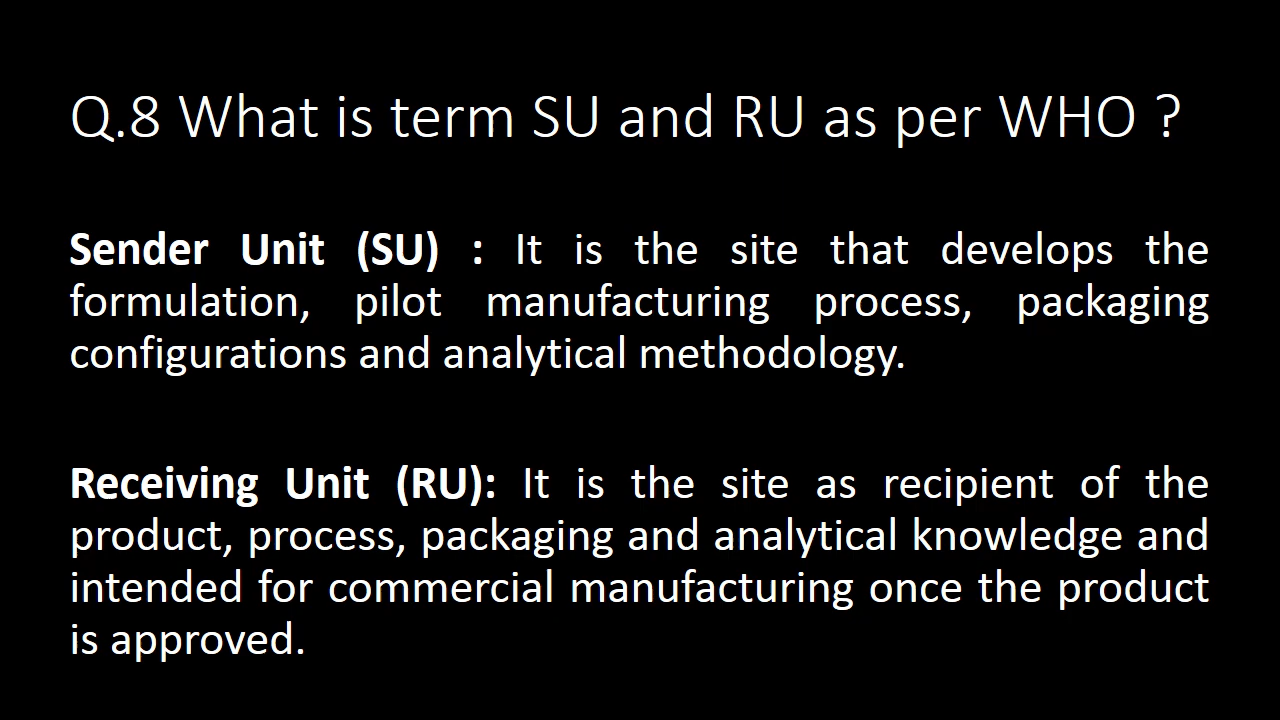 Q.8 What is term SU and RU as per WHO ?
Sender Unit (SU) : It is the site that develops the
formulation, pilot manufacturing process, packaging
configurations and analytical methodology.
Receiving Unit (RU): It is the site as recipient of the
product, process, packaging and analytical knowledge and
intended for commercial manufacturing once the product
is approved.